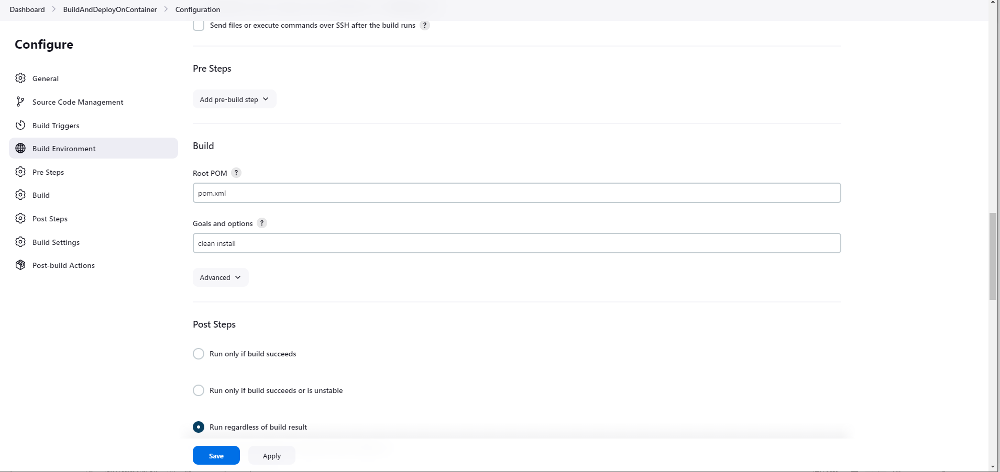 Dashboard > BuildAndDeployOnContainer > Configuration
Configure
General
Source Code Management
Build Triggers
Build Environment
Pre Steps
Build
Post Steps
Build Settings
Post-build Actions
Send files or execute commands over SSH after the build runs ?
Pre Steps
Add pre-build step
Build
Root POM ?
pom.xml
Goals and options ?
clean install
Advanced
Post Steps
Run only if build succeeds
Run only if build succeeds or is unstable
Run regardless of build result
Save Apply